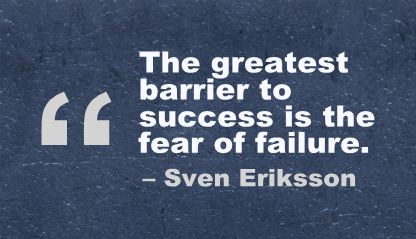 “
The greatest
barrier to
success is the
fear of failure.
– Sven Eriksson